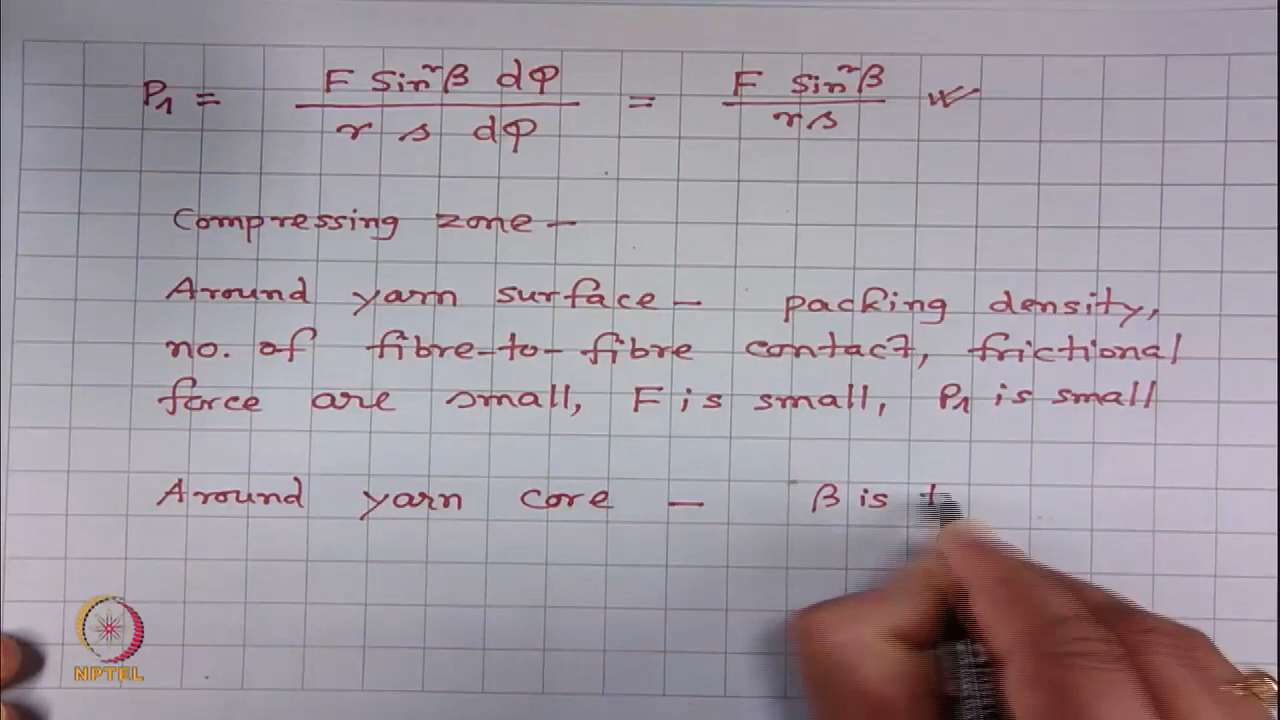 P₁ = F Sin²β dφ / r s dφ = F Sin²β / r s
Compressing zone –
Around yarn surface – packing density,
no. of fibre-to-fibre contact, frictional
force are small, F is small, P₁ is small
Around yarn core – β is
NPTEL